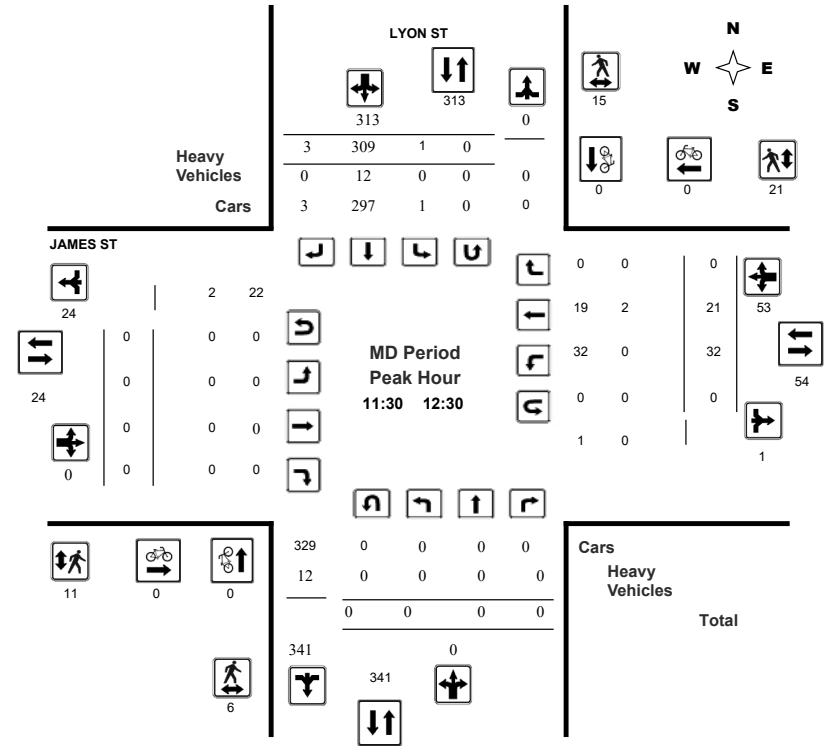 LYON ST
N
W E
S
313
15
313 0
3 309 1 0
Heavy
Vehicles
0 12 0 0 0
Cars 3 297 1 0 0
0 0 21
JAMES ST
0 0 0
24 2 22 53
19 2 21
0 0 0
MD Period
Peak Hour
11:30 12:30
32 0 32
24 54
0 0 0
0 0 0
0 0 0
0
1 0
1
0 0 0
329 0 0 0 0 Cars
12 0 0 0 0 Heavy
Vehicles
11 0 0
0 0 0 0 Total
341 0
341
6